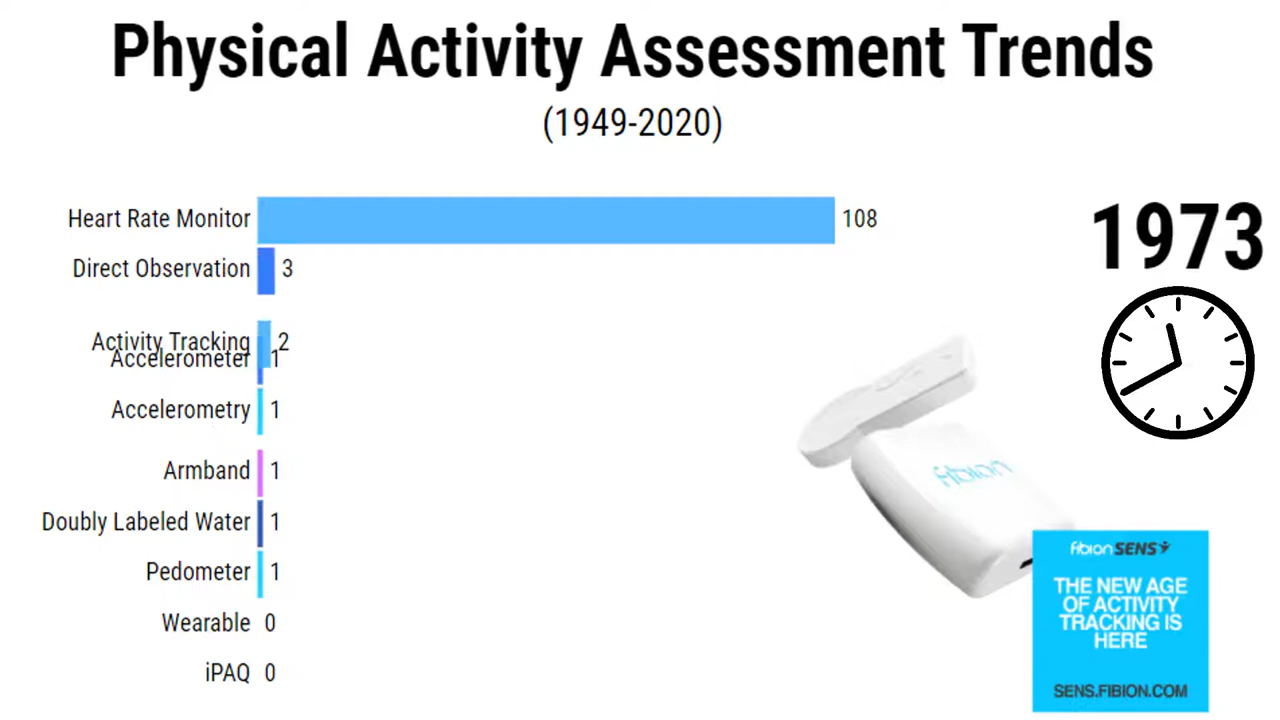 Physical Activity Assessment Trends
(1949-2020)
Heart Rate Monitor 108
Direct Observation 3
Activity Tracking 2
Accelerometer 1
Accelerometry 1
Armband 1
Doubly Labeled Water 1
Pedometer 1
Wearable 0
iPAQ 0
1973
fibion
fibion SENS
THE NEW AGE
OF ACTIVITY
TRACKING IS
HERE
SENS.FIBION.COM